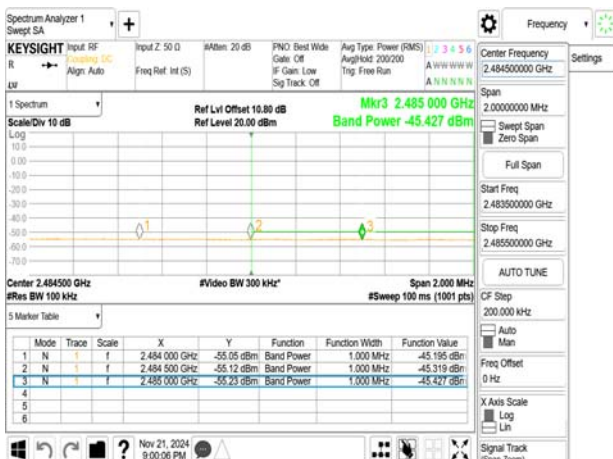 Spectrum Analyzer 1
Swept SA
Frequency
KEYSIGHT
R
Input: RF
Coupling: DC
Align: Auto
Input Z: 50 Ω
Freq Ref: Int (S)
#Atten: 20 dB
PNO: Best Wide
Gate: Off
IF Gain: Low
Sig Track: Off
Avg Type: Power (RMS)
Avg|Hold: 200/200
Trig: Free Run
1 2 3 4 5 6
A W W W W W
A N N N N N
1 Spectrum
Scale/Div 10 dB
Ref Lvl Offset 10.80 dB
Ref Level 20.00 dBm
Mkr3 2.485 000 GHz
Band Power -45.427 dBm
Log
10.0
0.00
-10.0
-20.0
-30.0
-40.0
-50.0
-60.0
-70.0
1
2
3
Center 2.484500 GHz
#Video BW 300 kHz*
Span 2.000 MHz
#Res BW 100 kHz
#Sweep 100 ms (1001 pts)
5 Marker Table
Mode Trace Scale X Y Function Function Width Function Value
1 N 1 f 2.484 000 GHz -55.05 dBm Band Power 1.000 MHz -45.195 dBm
2 N 1 f 2.484 500 GHz -55.12 dBm Band Power 1.000 MHz -45.319 dBm
3 N 1 f 2.485 000 GHz -55.23 dBm Band Power 1.000 MHz -45.427 dBm
4
5
6
Nov 21, 2024
9:00:06 PM
Center Frequency
2.484500000 GHz
Settings
Span
2.00000000 MHz
Swept Span
Zero Span
Full Span
Start Freq
2.483500000 GHz
Stop Freq
2.485500000 GHz
AUTO TUNE
CF Step
200.000 kHz
Auto
Man
Freq Offset
0 Hz
X Axis Scale
Log
Lin
Signal Track
(Span Zoom)